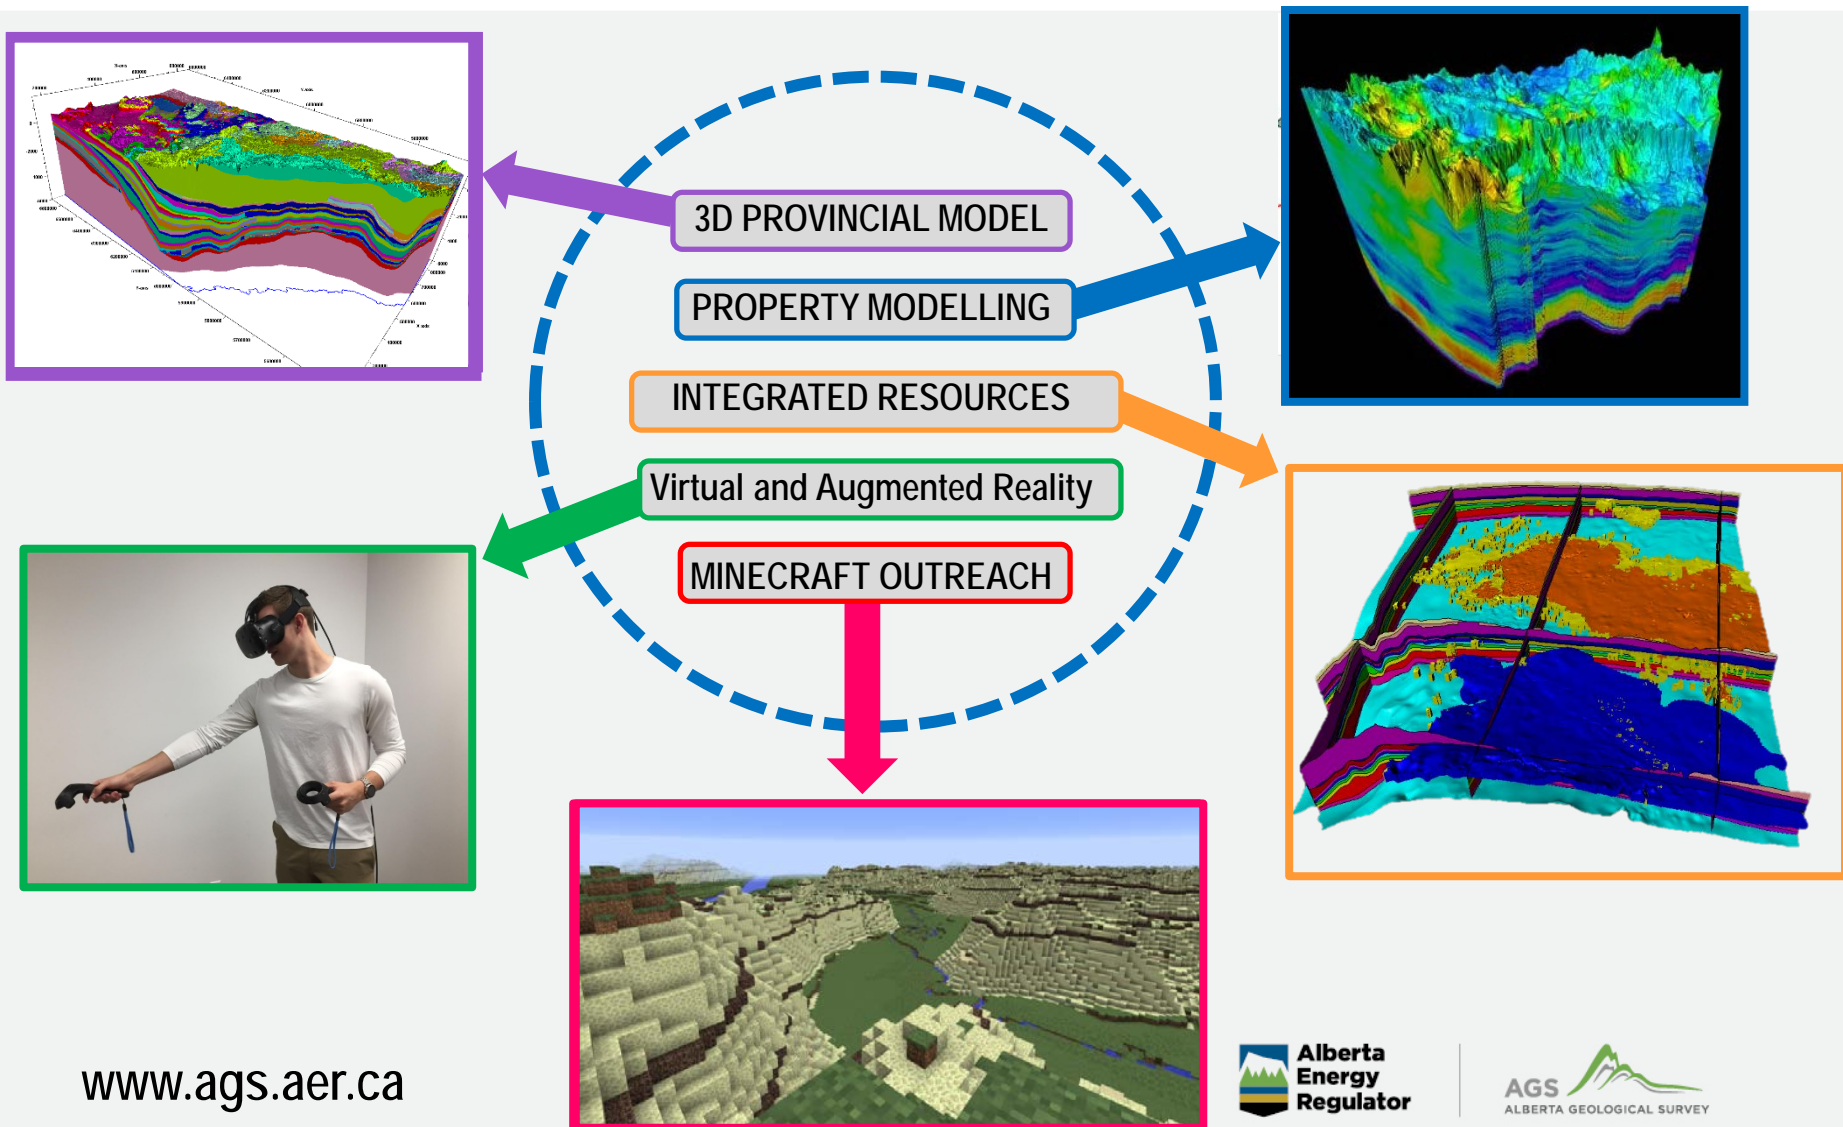 3D PROVINCIAL MODEL
PROPERTY MODELLING
INTEGRATED RESOURCES
Virtual and Augmented Reality
MINECRAFT OUTREACH
www.ags.aer.ca
Alberta
Energy
Regulator
AGS
ALBERTA GEOLOGICAL SURVEY